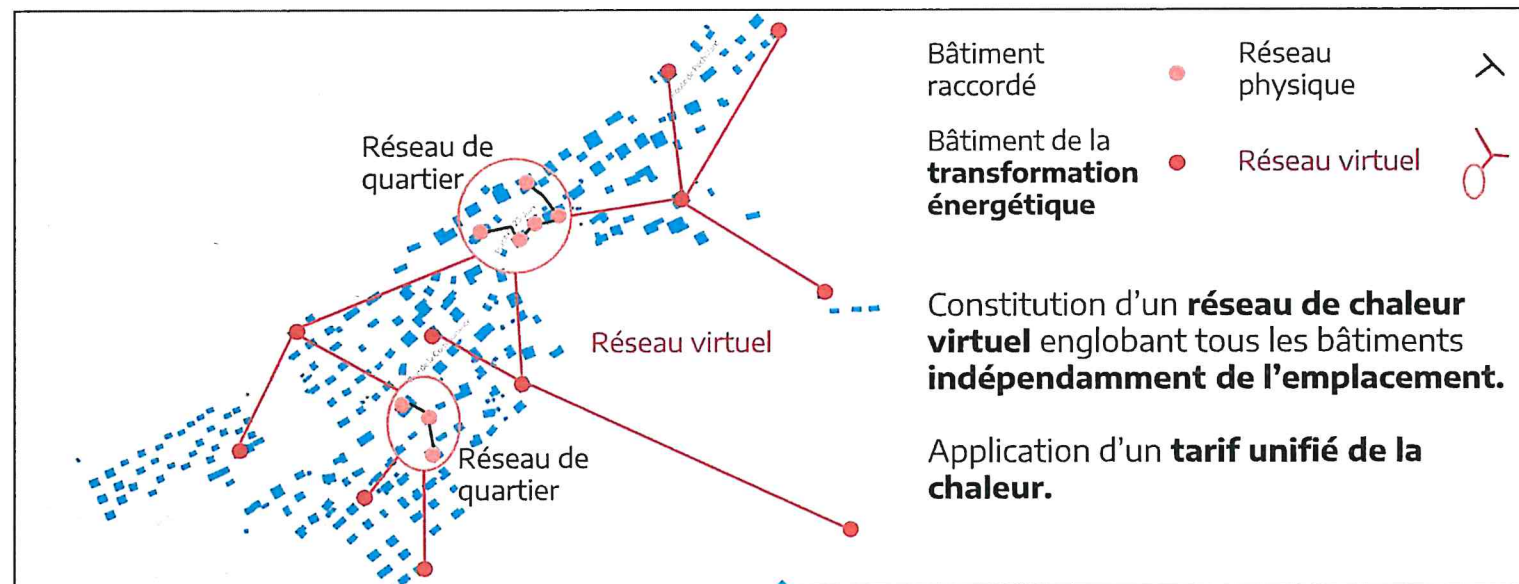 Bâtiment
raccordé
Réseau
physique
Bâtiment de la
transformation
énergétique
Réseau virtuel
Réseau de
quartier
Réseau virtuel
Réseau de
quartier
Constitution d’un réseau de chaleur
virtuel englobant tous les bâtiments
indépendamment de l’emplacement.
Application d’un tarif unifié de la
chaleur.